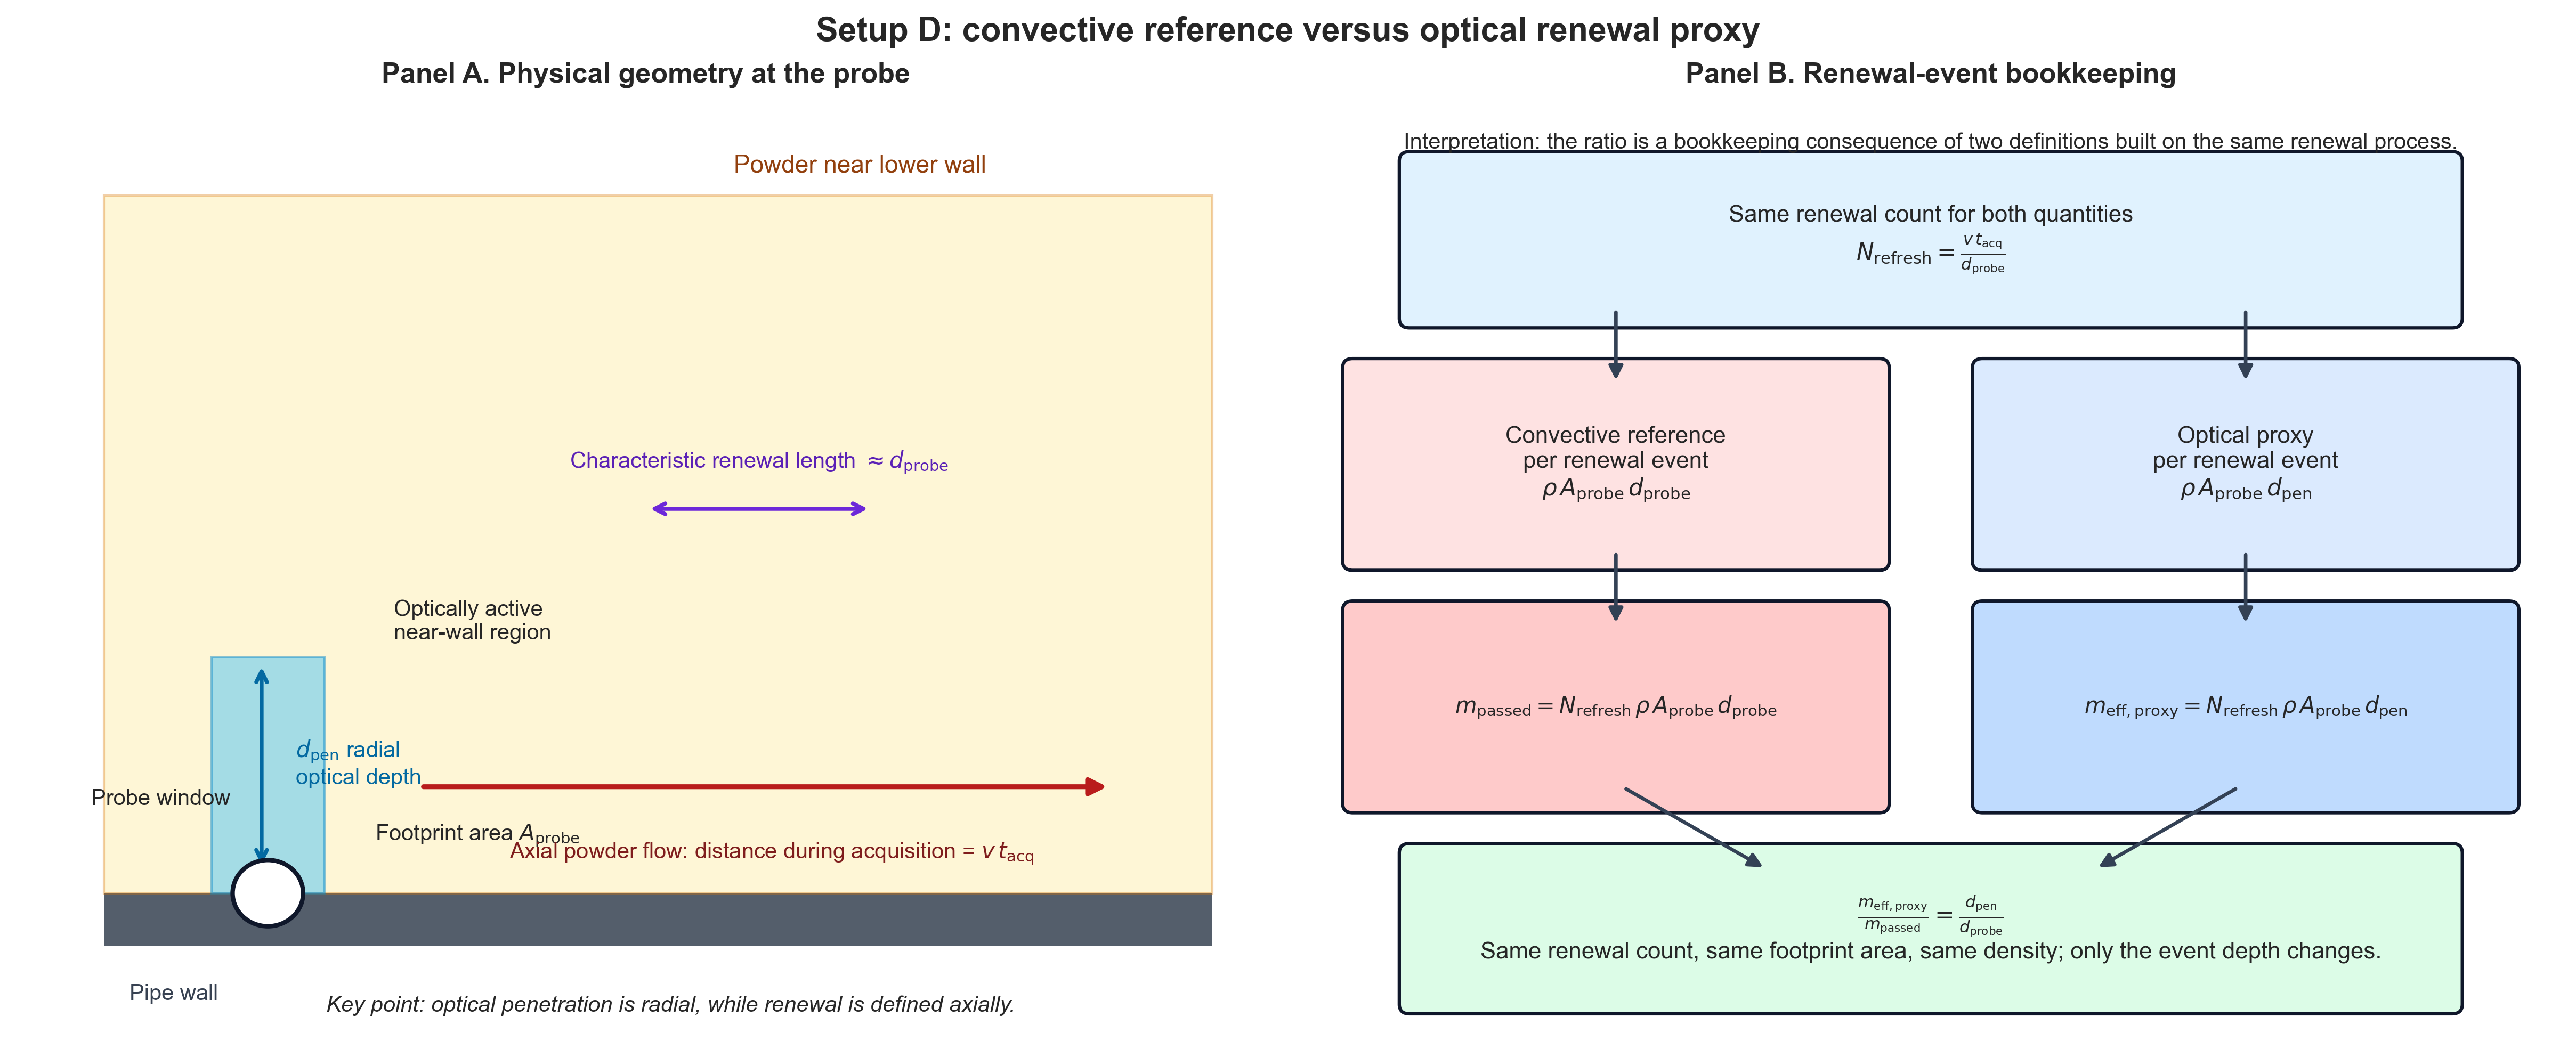 Setup D: convective reference versus optical renewal proxy
Panel A. Physical geometry at the probe
Powder near lower wall
Characteristic renewal length ≈ d_probe
Optically active
near-wall region
d_pen radial
optical depth
Probe window
Footprint area A_probe
Axial powder flow: distance during acquisition = v t_acq
Pipe wall
Key point: optical penetration is radial, while renewal is defined axially.
Panel B. Renewal-event bookkeeping
Interpretation: the ratio is a bookkeeping consequence of two definitions built on the same renewal process.
Same renewal count for both quantities
N_refresh = v t_acq / d_probe
Convective reference
per renewal event
ρ A_probe d_probe
Optical proxy
per renewal event
ρ A_probe d_pen
m_passed = N_refresh ρ A_probe d_probe
m_eff, proxy = N_refresh ρ A_probe d_pen
m_eff, proxy / m_passed = d_pen / d_probe
Same renewal count, same footprint area, same density; only the event depth changes.